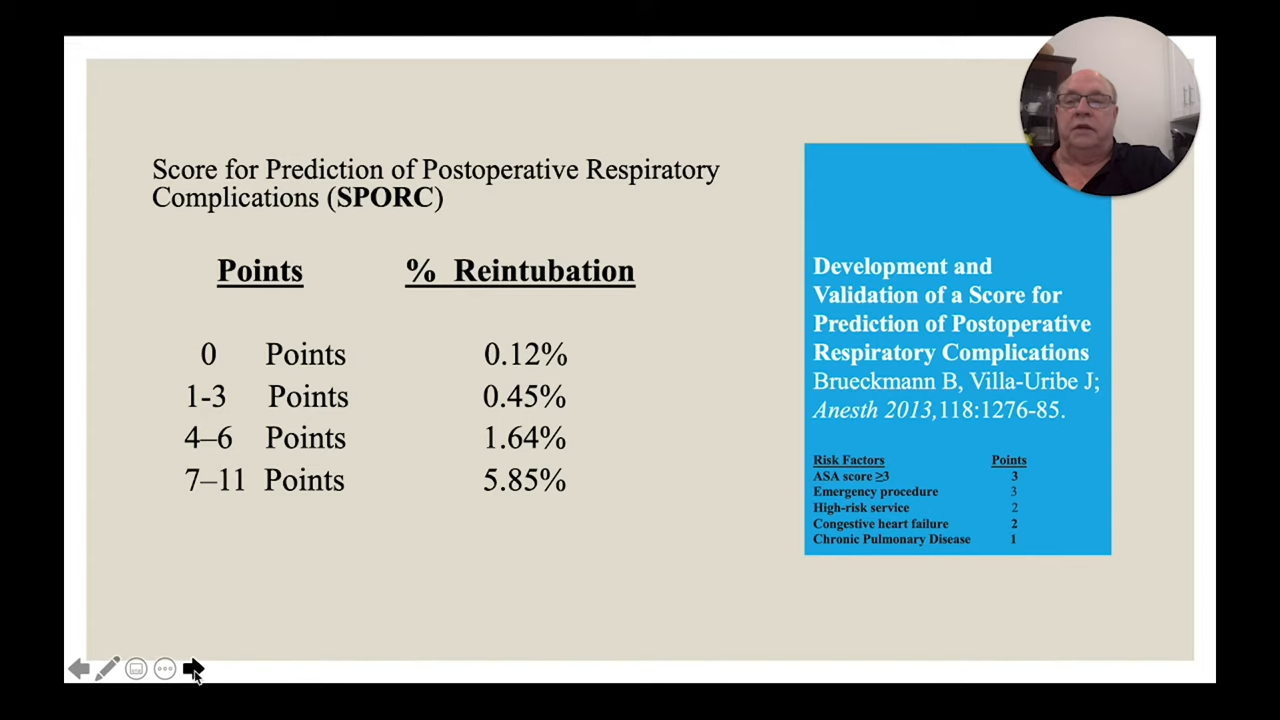 Score for Prediction of Postoperative Respiratory
Complications (SPORC)
Points % Reintubation
0 Points 0.12%
1-3 Points 0.45%
4–6 Points 1.64%
7–11 Points 5.85%
Development and
Validation of a Score for
Prediction of Postoperative
Respiratory Complications
Brueckmann B, Villa-Uribe J;
Anesth 2013,118:1276-85.
Risk Factors Points
ASA score ≥3 3
Emergency procedure 3
High-risk service 2
Congestive heart failure 2
Chronic Pulmonary Disease 1